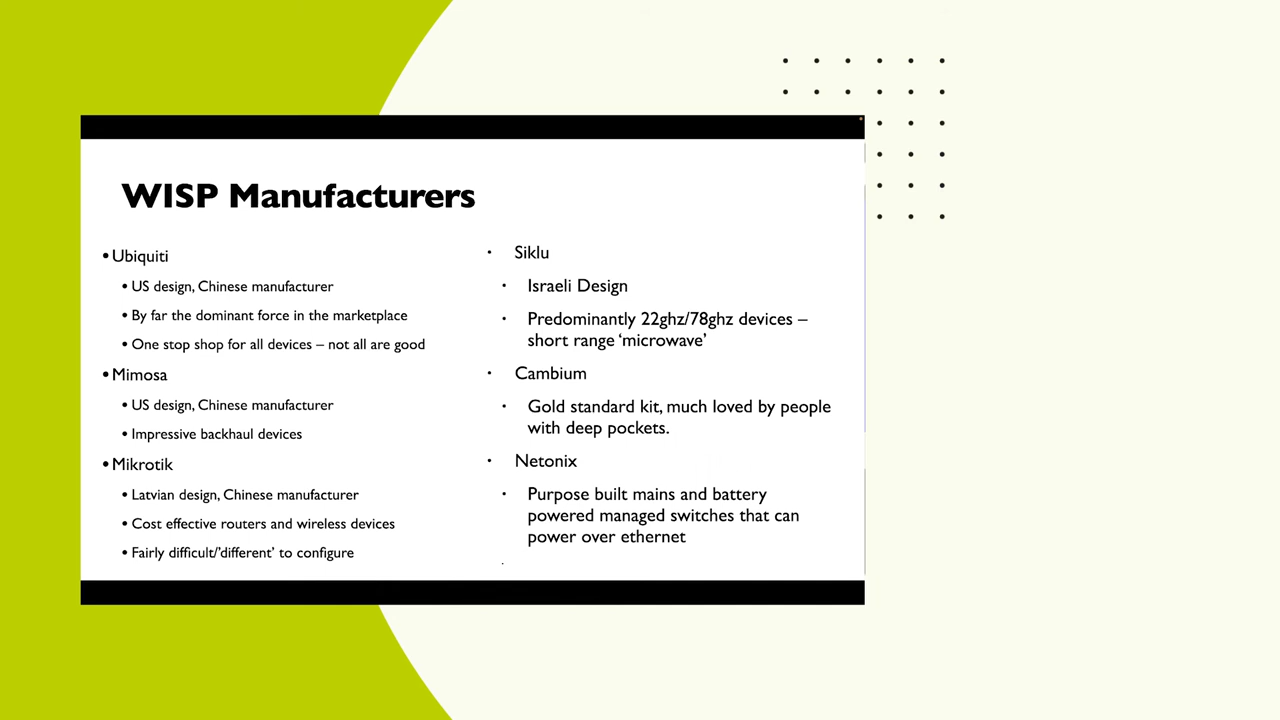 WISP Manufacturers
• Ubiquiti
• US design, Chinese manufacturer
• By far the dominant force in the marketplace
• One stop shop for all devices – not all are good
• Mimosa
• US design, Chinese manufacturer
• Impressive backhaul devices
• Mikrotik
• Latvian design, Chinese manufacturer
• Cost effective routers and wireless devices
• Fairly difficult/’different’ to configure
• Siklu
• Israeli Design
• Predominantly 22ghz/78ghz devices –
short range ‘microwave’
• Cambium
• Gold standard kit, much loved by people
with deep pockets.
• Netonix
• Purpose built mains and battery
powered managed switches that can
power over ethernet